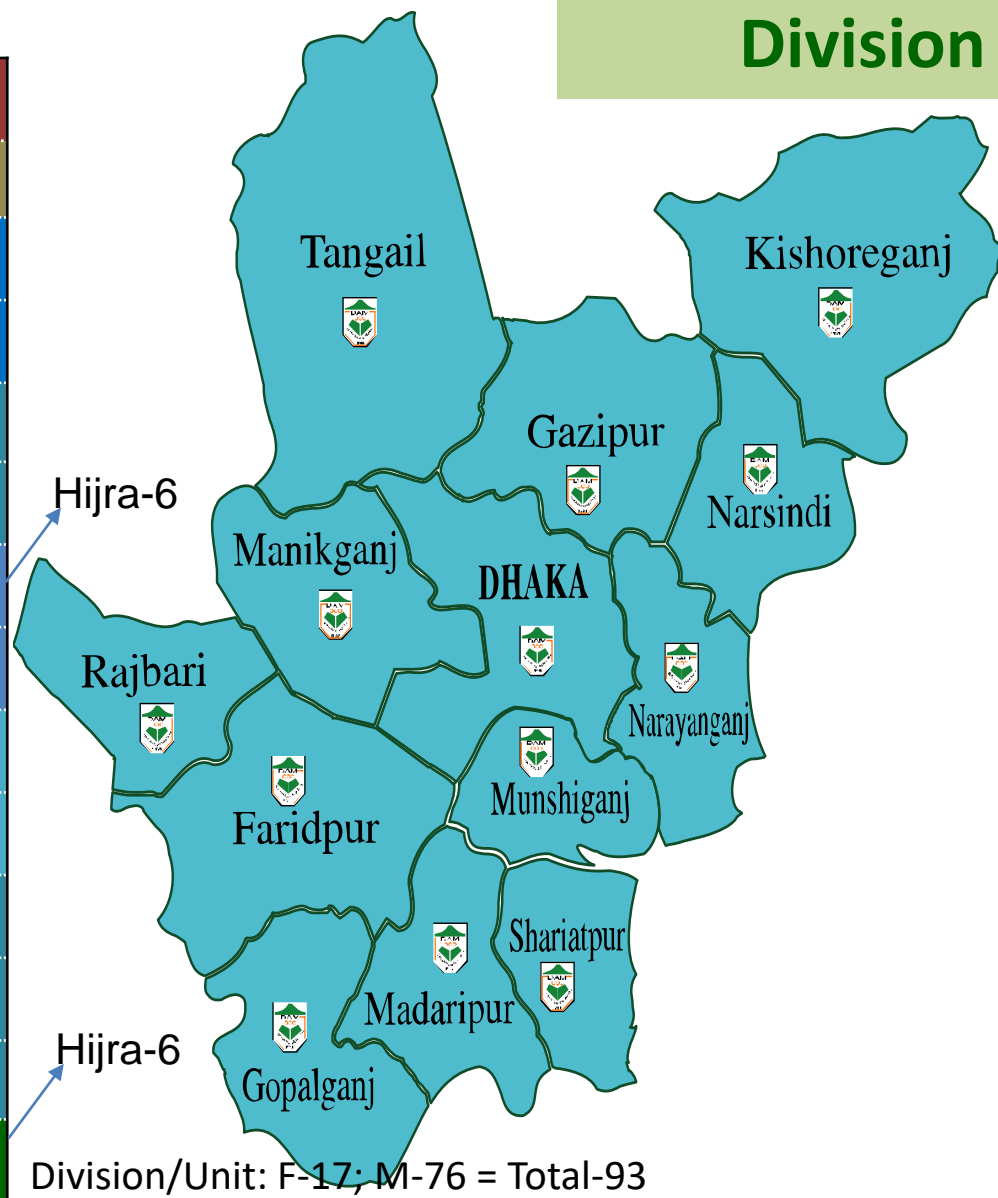 Division
Tangail
Kishoreganj
Gazipur
Hijra-6
Narsindi
Manikganj
DHAKA
Rajbari
Narayanganj
Munshiganj
Faridpur
Shariatpur
Madaripur
Hijra-6
Gopalganj
Division/Unit: F-17; M-76 = Total-93